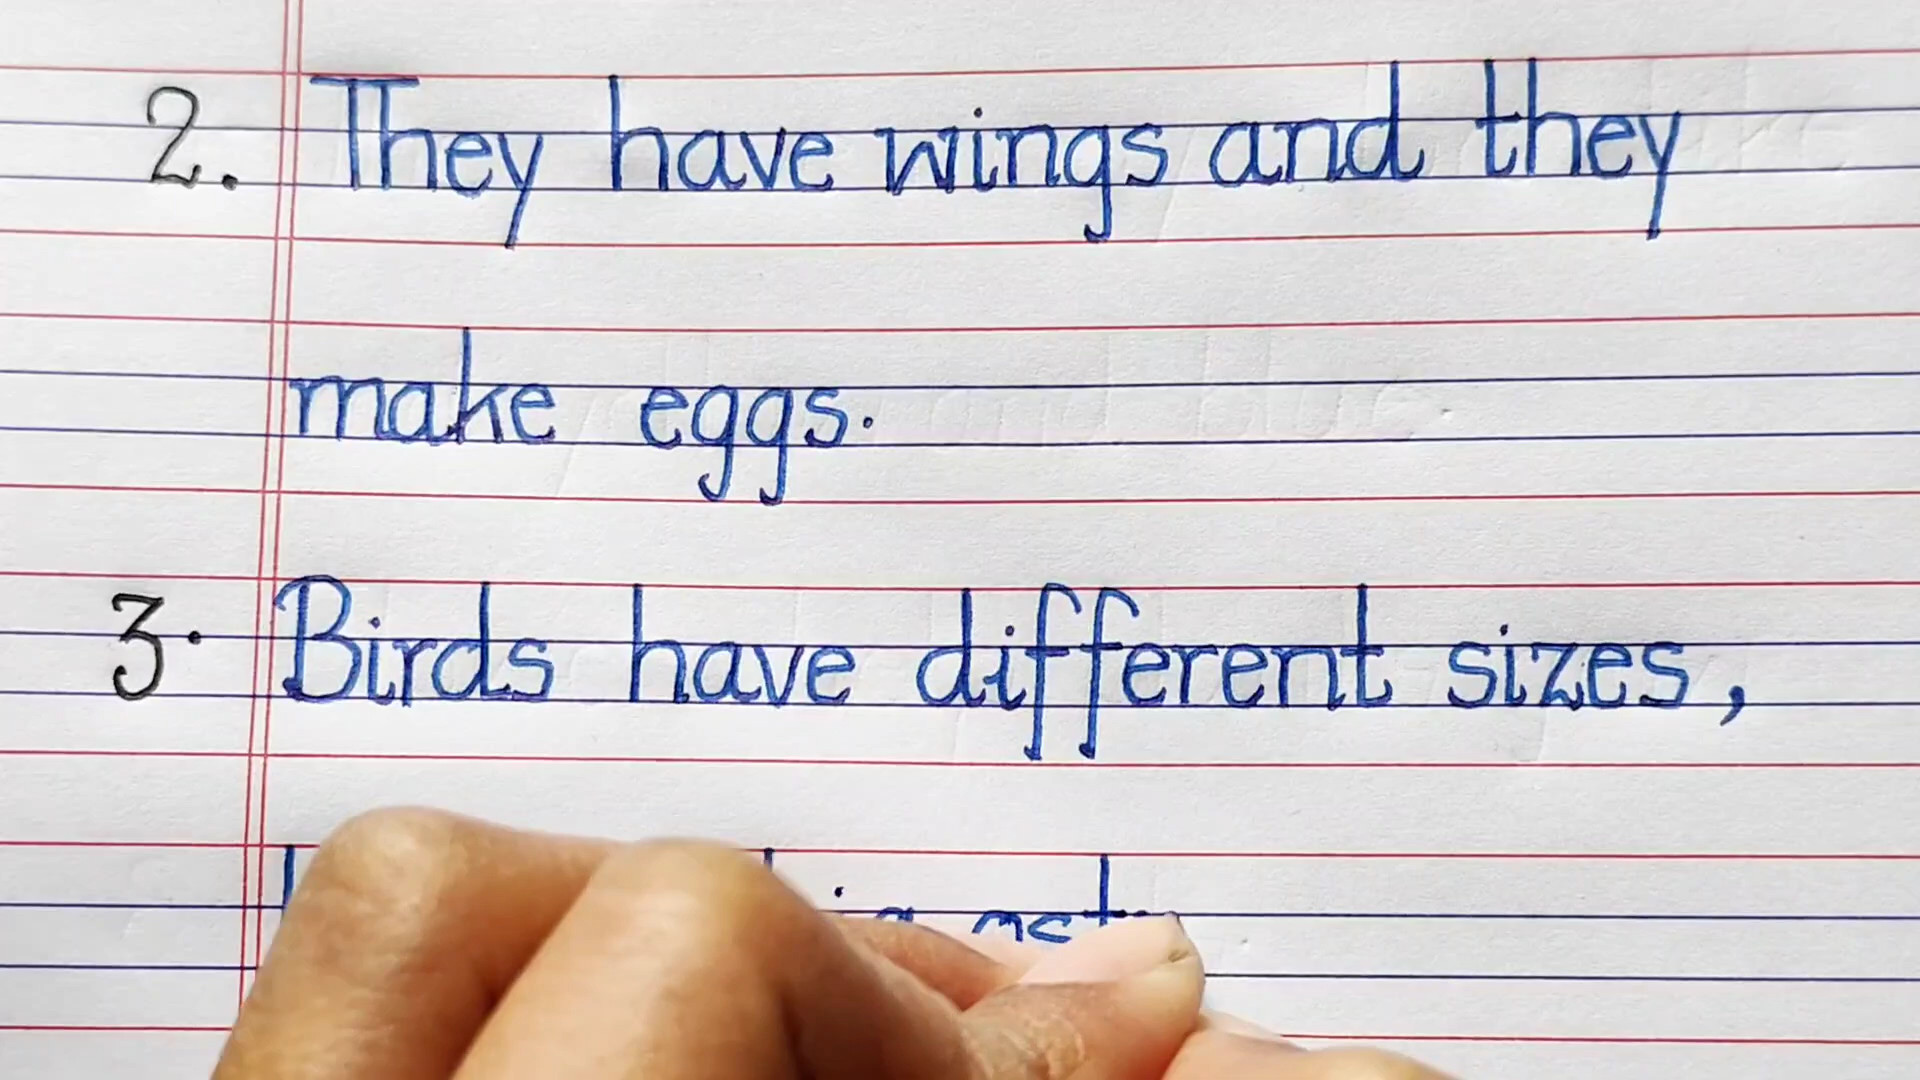 2. They have wings and they
make eggs.
3. Birds have different sizes,